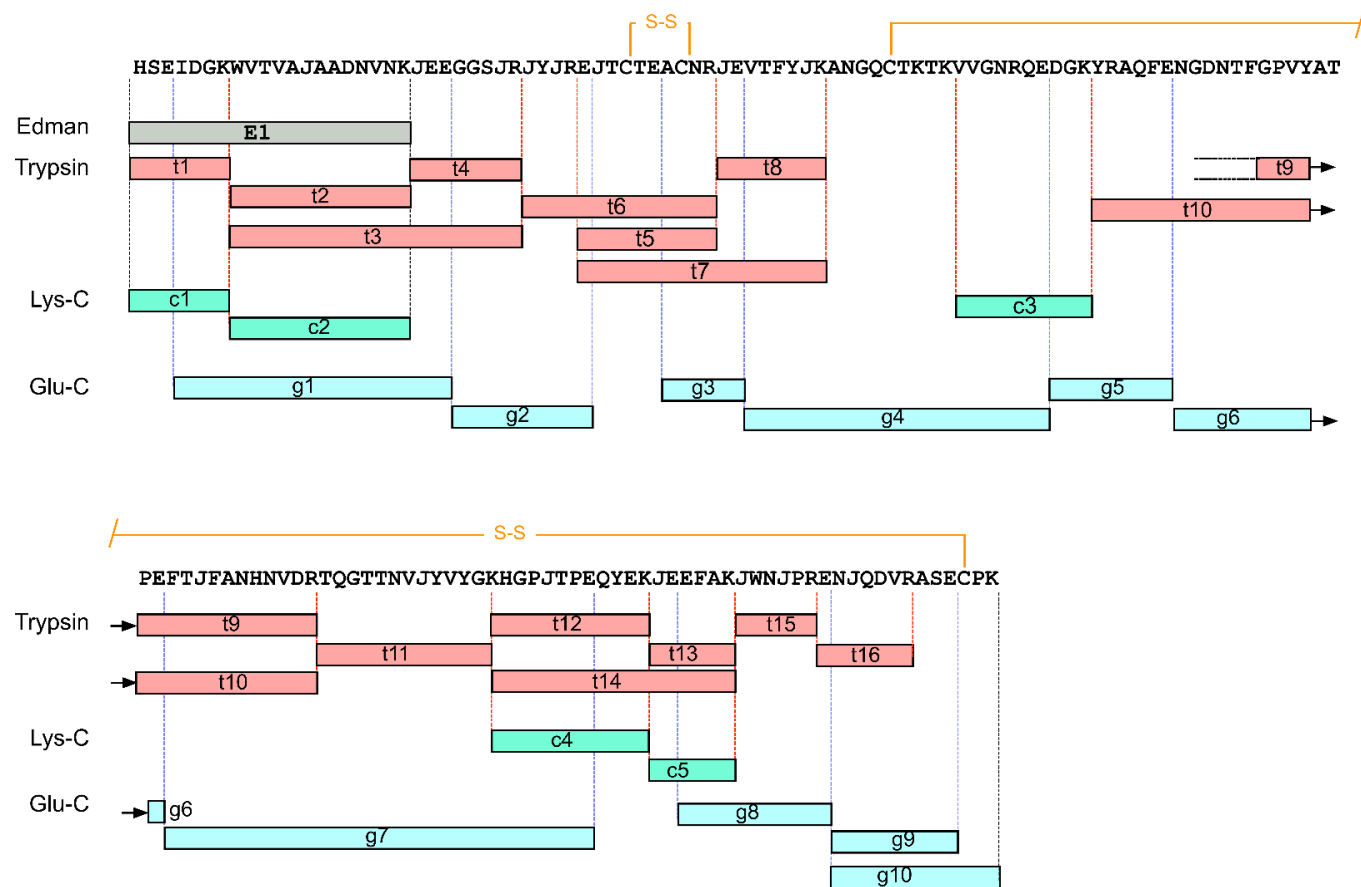 S-S
HSEIDGKWVTVAJAADNVNKJEEGGSJRJYJREJTCTEACNRJEVTFYJKANGQCTKTKVVGNRQEDGKYRAQFENGDNTFGPVYAT
Edman E1
Trypsin t1 t4 t8 t9
t2 t6 t10
t3 t5
t7
Lys-C c1 c3
c2
Glu-C g1 g3 g5
g2 g4 g6
S-S
PEFTJFANHNVDRTQGTTNVJYVYGKHGPJTPEQYEKJEEFAKJWNJPRENJQDVRASECPK
Trypsin t9 t12 t15
t11 t13 t16
t10 t14
Lys-C c4
c5
Glu-C g6 g8
g7 g9
g10